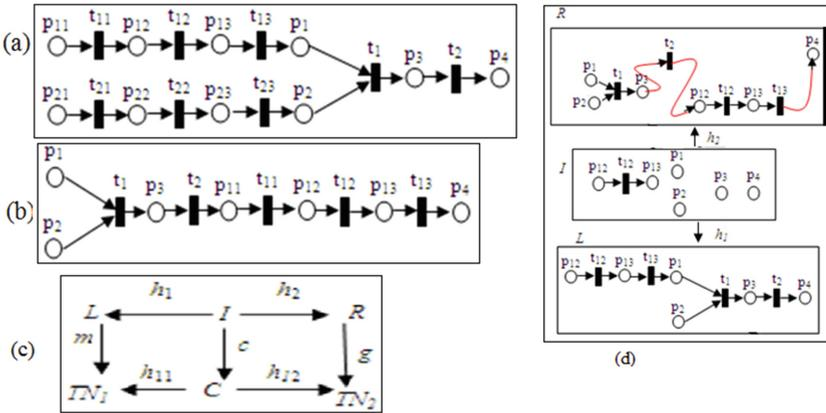 (a)
p11 t11 p12 t12 p13 t13 p1
t1 p3 t2 p4
p21 t21 p22 t22 p23 t23 p2
(b)
p1
t1 p3 t2 p11 t11 p12 t12 p13 t13 p4
p2
(c)
L h1 I h2 R
m c g
TN1 h11 C h12 TN2
R
t2 p4
p1 t1 p3
p2 p12 t12 p13 t13
h2
I
p12 t12 p13 p1 p3 p4
p2
h1
L
p12 t12 p13 t13 p1
t1 p3 t2 p4
p2
(d)